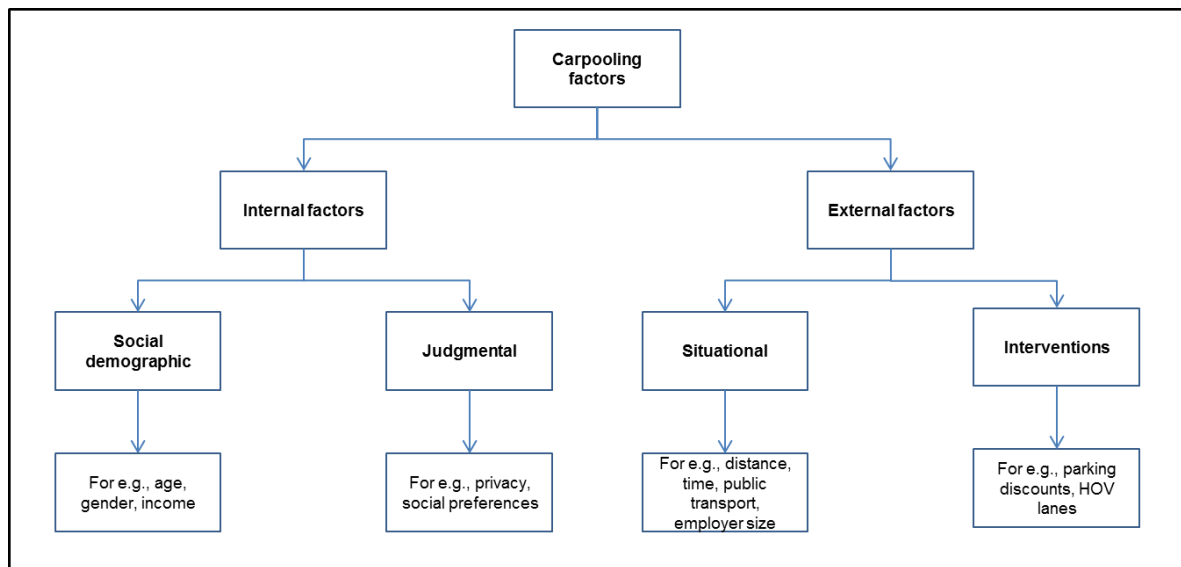 Carpooling
factors
Internal factors
External factors
Social
demographic
Judgmental
Situational
Interventions
For e.g., age,
gender, income
For e.g., privacy,
social preferences
For e.g., distance,
time, public
transport,
employer size
For e.g., parking
discounts, HOV
lanes